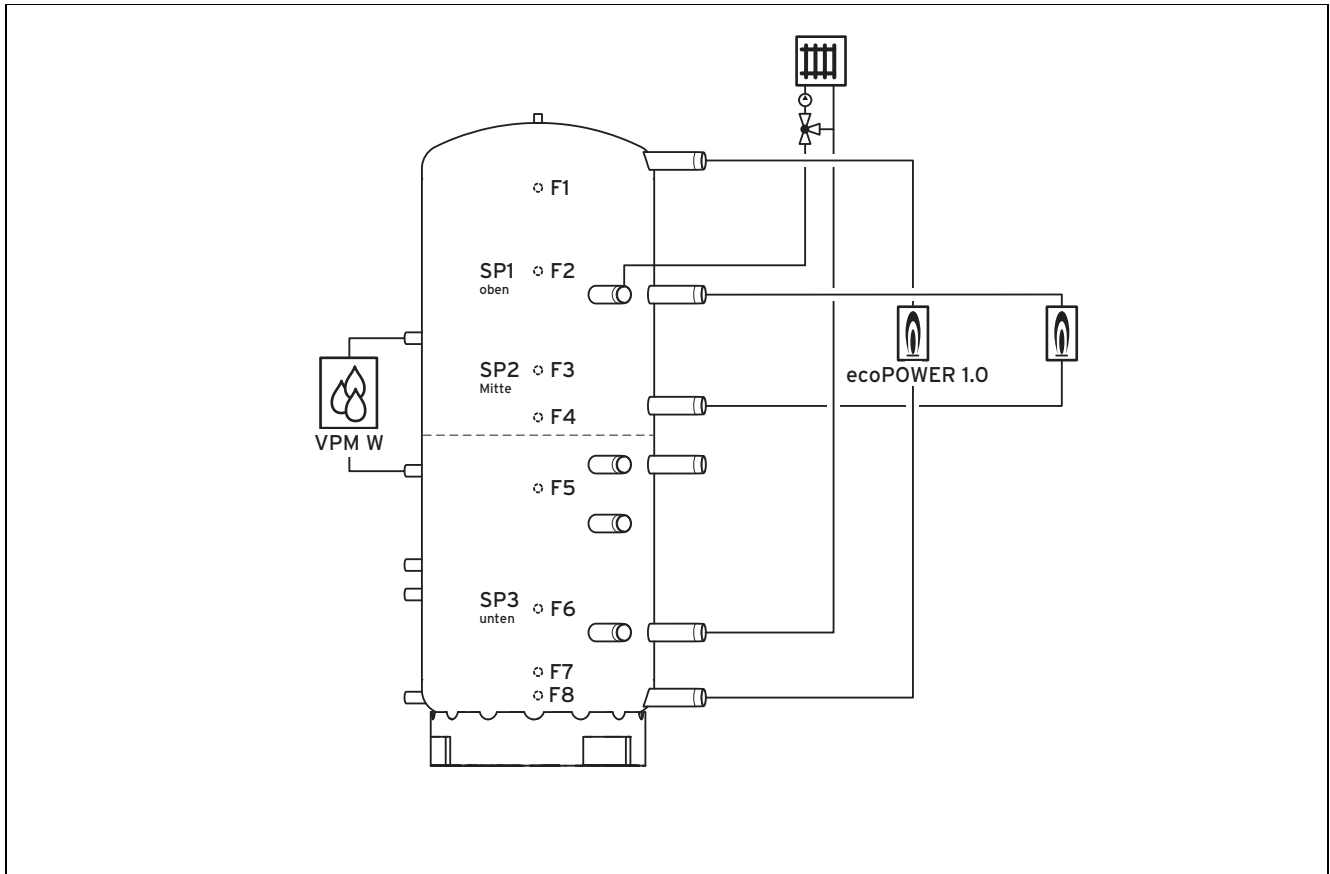 F1
SP1
oben
F2
SP2
Mitte
F3
F4
VPM W
ecoPOWER 1.0
F5
SP3
unten
F6
F7
F8